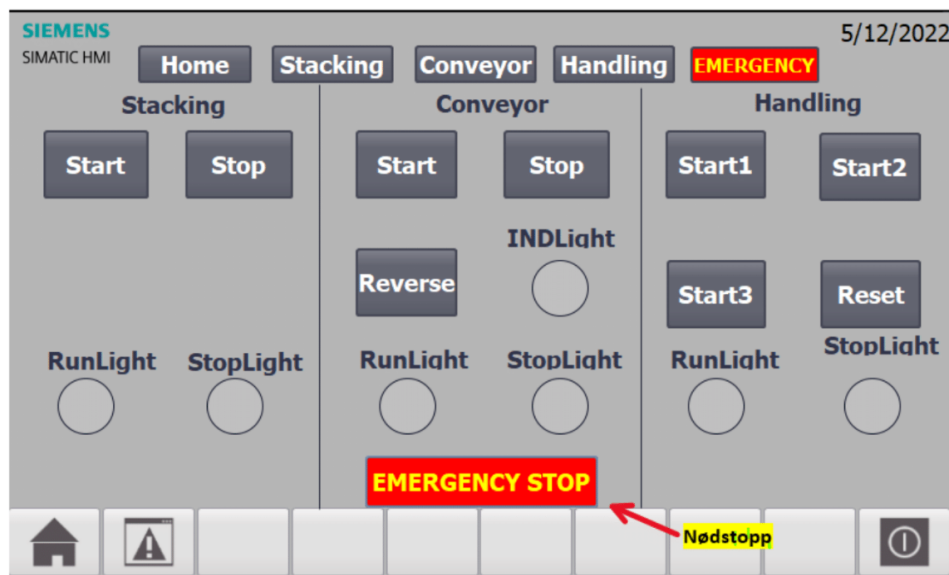 SIEMENS
5/12/2022
SIMATIC HMI
Home Stacking Conveyor Handling EMERGENCY
Stacking Conveyor Handling
Start Stop Start Stop Start1 Start2
INDLight
Reverse Start3 Reset
RunLight StopLight RunLight StopLight RunLight StopLight
EMERGENCY STOP
Nødstopp